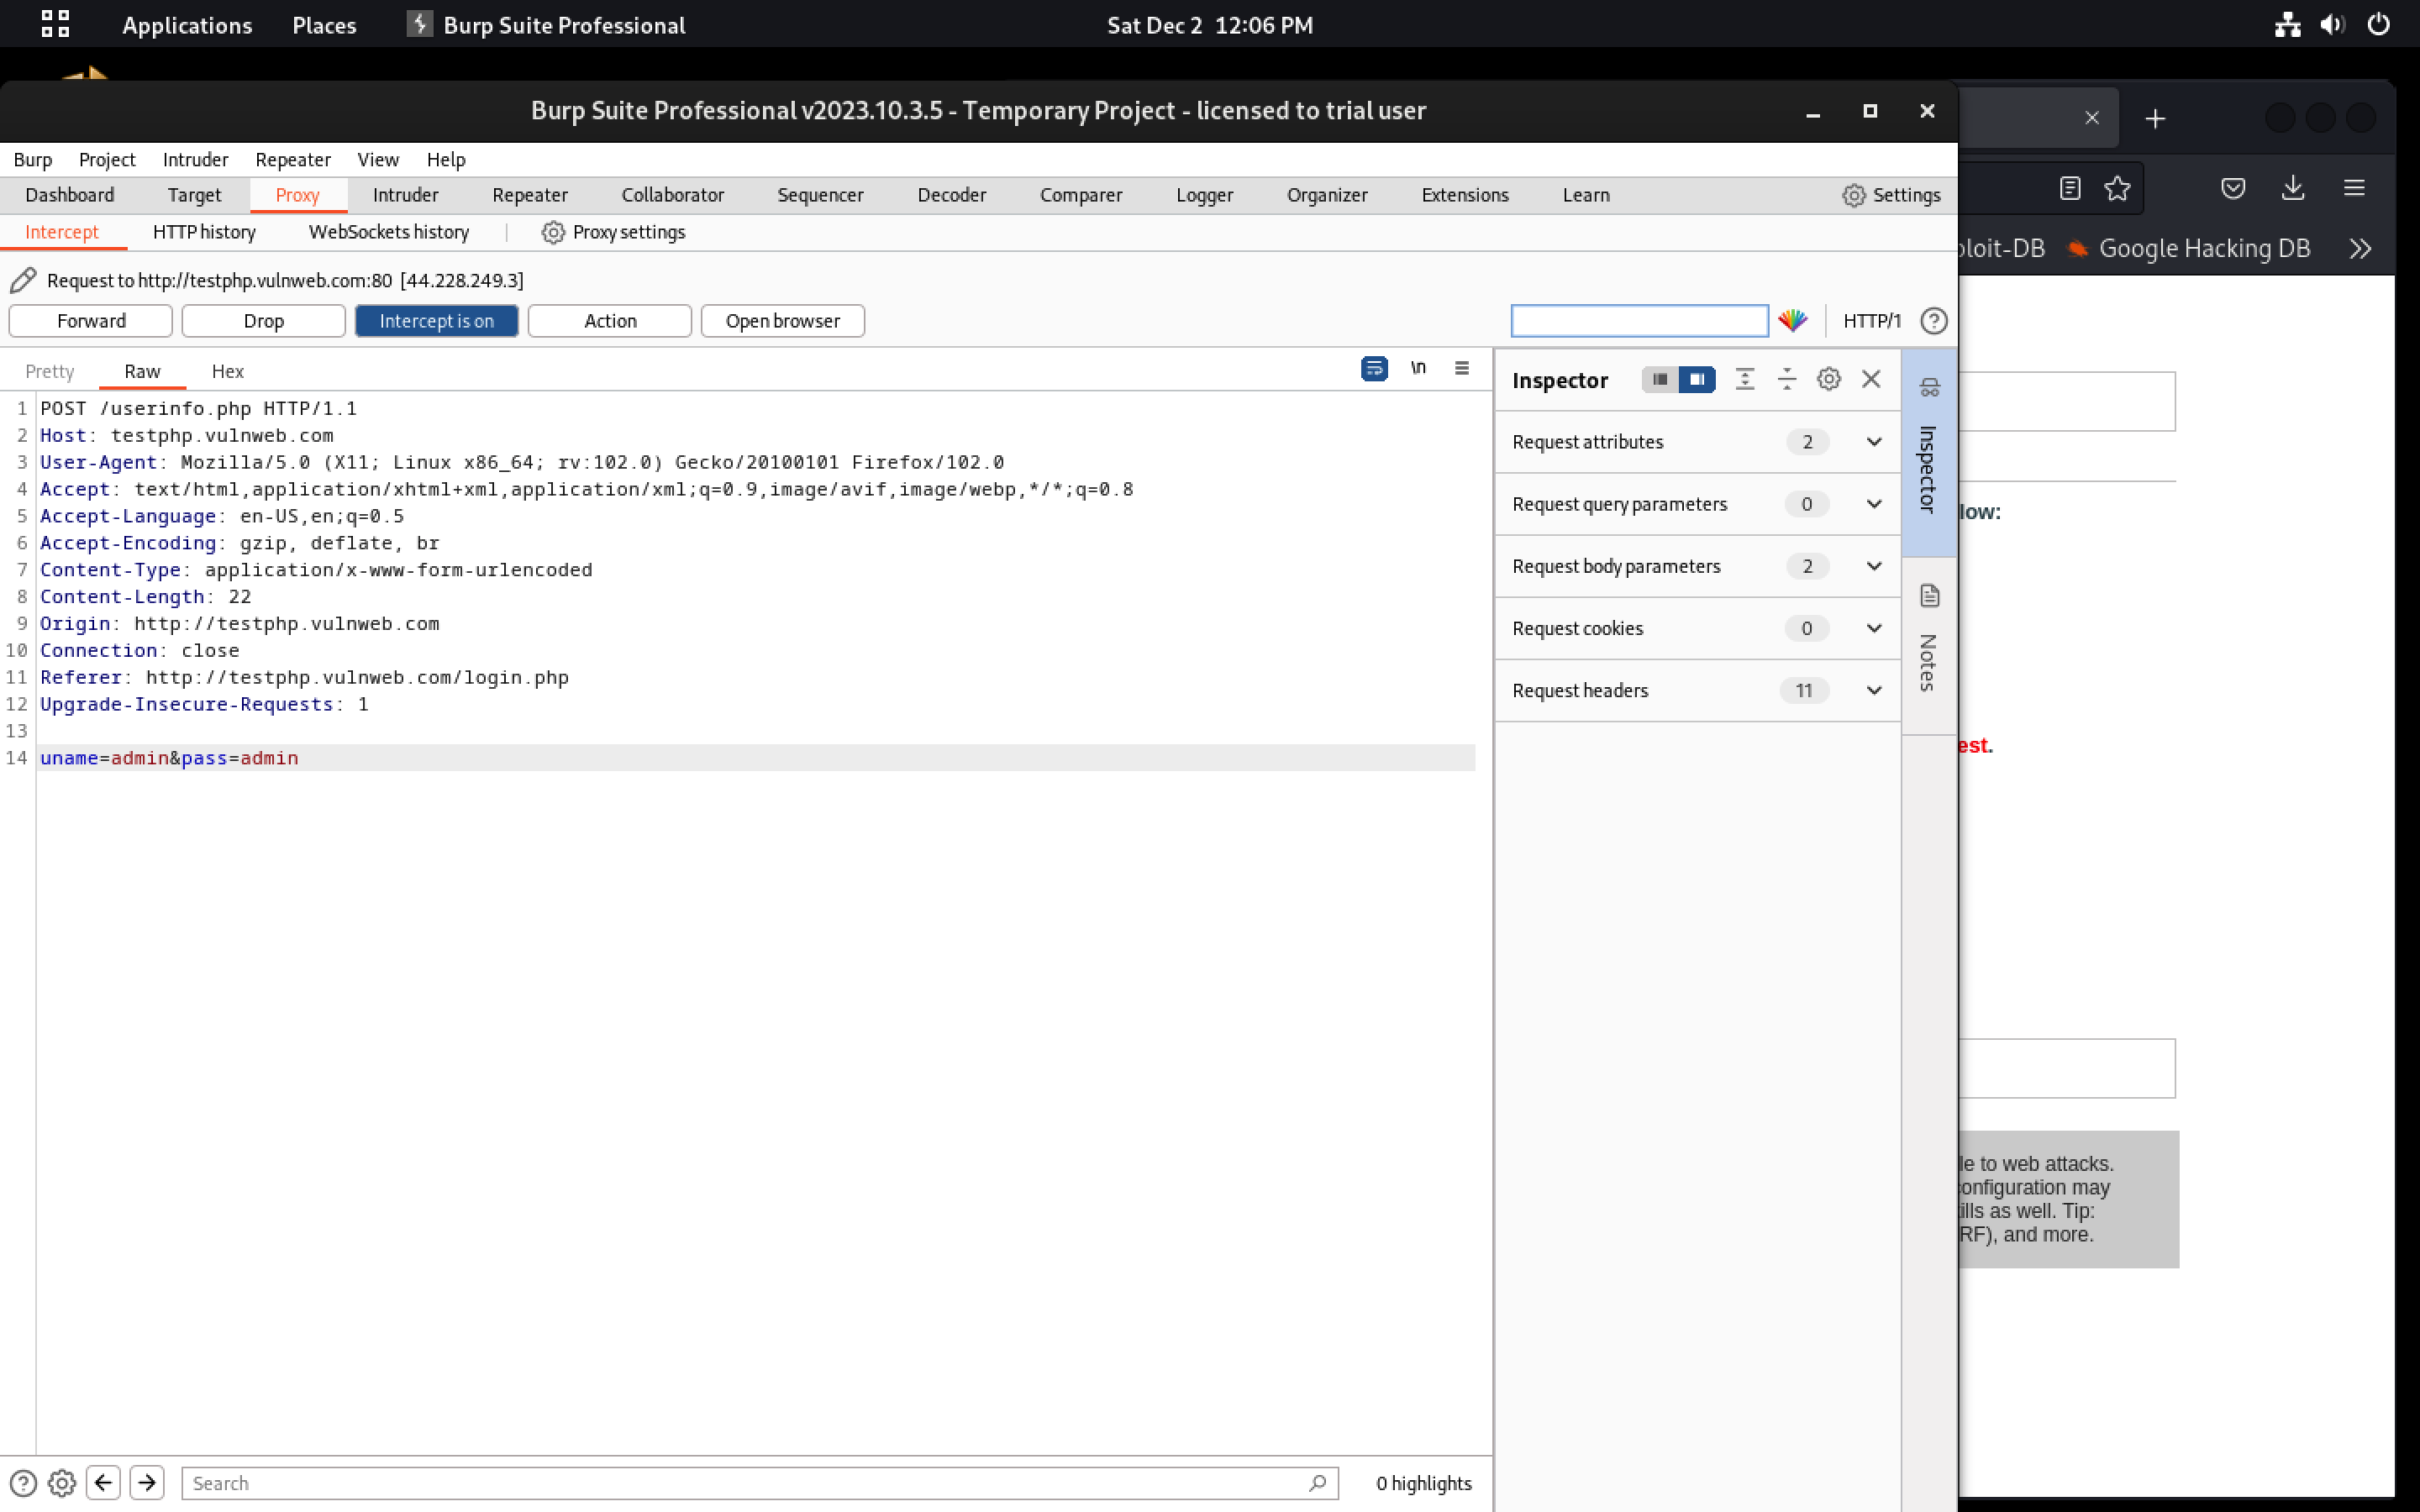 Applications Places Burp Suite Professional Sat Dec 2 12:06 PM
Burp Suite Professional v2023.10.3.5 - Temporary Project - licensed to trial user
Burp Project Intruder Repeater View Help
Dashboard Target Proxy Intruder Repeater Collaborator Sequencer Decoder Comparer Logger Organizer Extensions Learn Settings
Intercept HTTP history WebSockets history Proxy settings
ploit-DB Google Hacking DB
Request to http://testphp.vulnweb.com:80 [44.228.249.3]
Forward Drop Intercept is on Action Open browser HTTP/1
Pretty Raw Hex \n
Inspector
Inspector
Notes
Request attributes 2
Request query parameters 0
Request body parameters 2
Request cookies 0
Request headers 11
1 POST /userinfo.php HTTP/1.1
2 Host: testphp.vulnweb.com
3 User-Agent: Mozilla/5.0 (X11; Linux x86_64; rv:102.0) Gecko/20100101 Firefox/102.0
4 Accept: text/html,application/xhtml+xml,application/xml;q=0.9,image/avif,image/webp,*/*;q=0.8
5 Accept-Language: en-US,en;q=0.5
6 Accept-Encoding: gzip, deflate, br
7 Content-Type: application/x-www-form-urlencoded
8 Content-Length: 22
9 Origin: http://testphp.vulnweb.com
10 Connection: close
11 Referer: http://testphp.vulnweb.com/login.php
12 Upgrade-Insecure-Requests: 1
13
14 uname=admin&pass=admin
low:
est.
le to web attacks.
configuration may
ills as well. Tip:
RF), and more.
Search 0 highlights